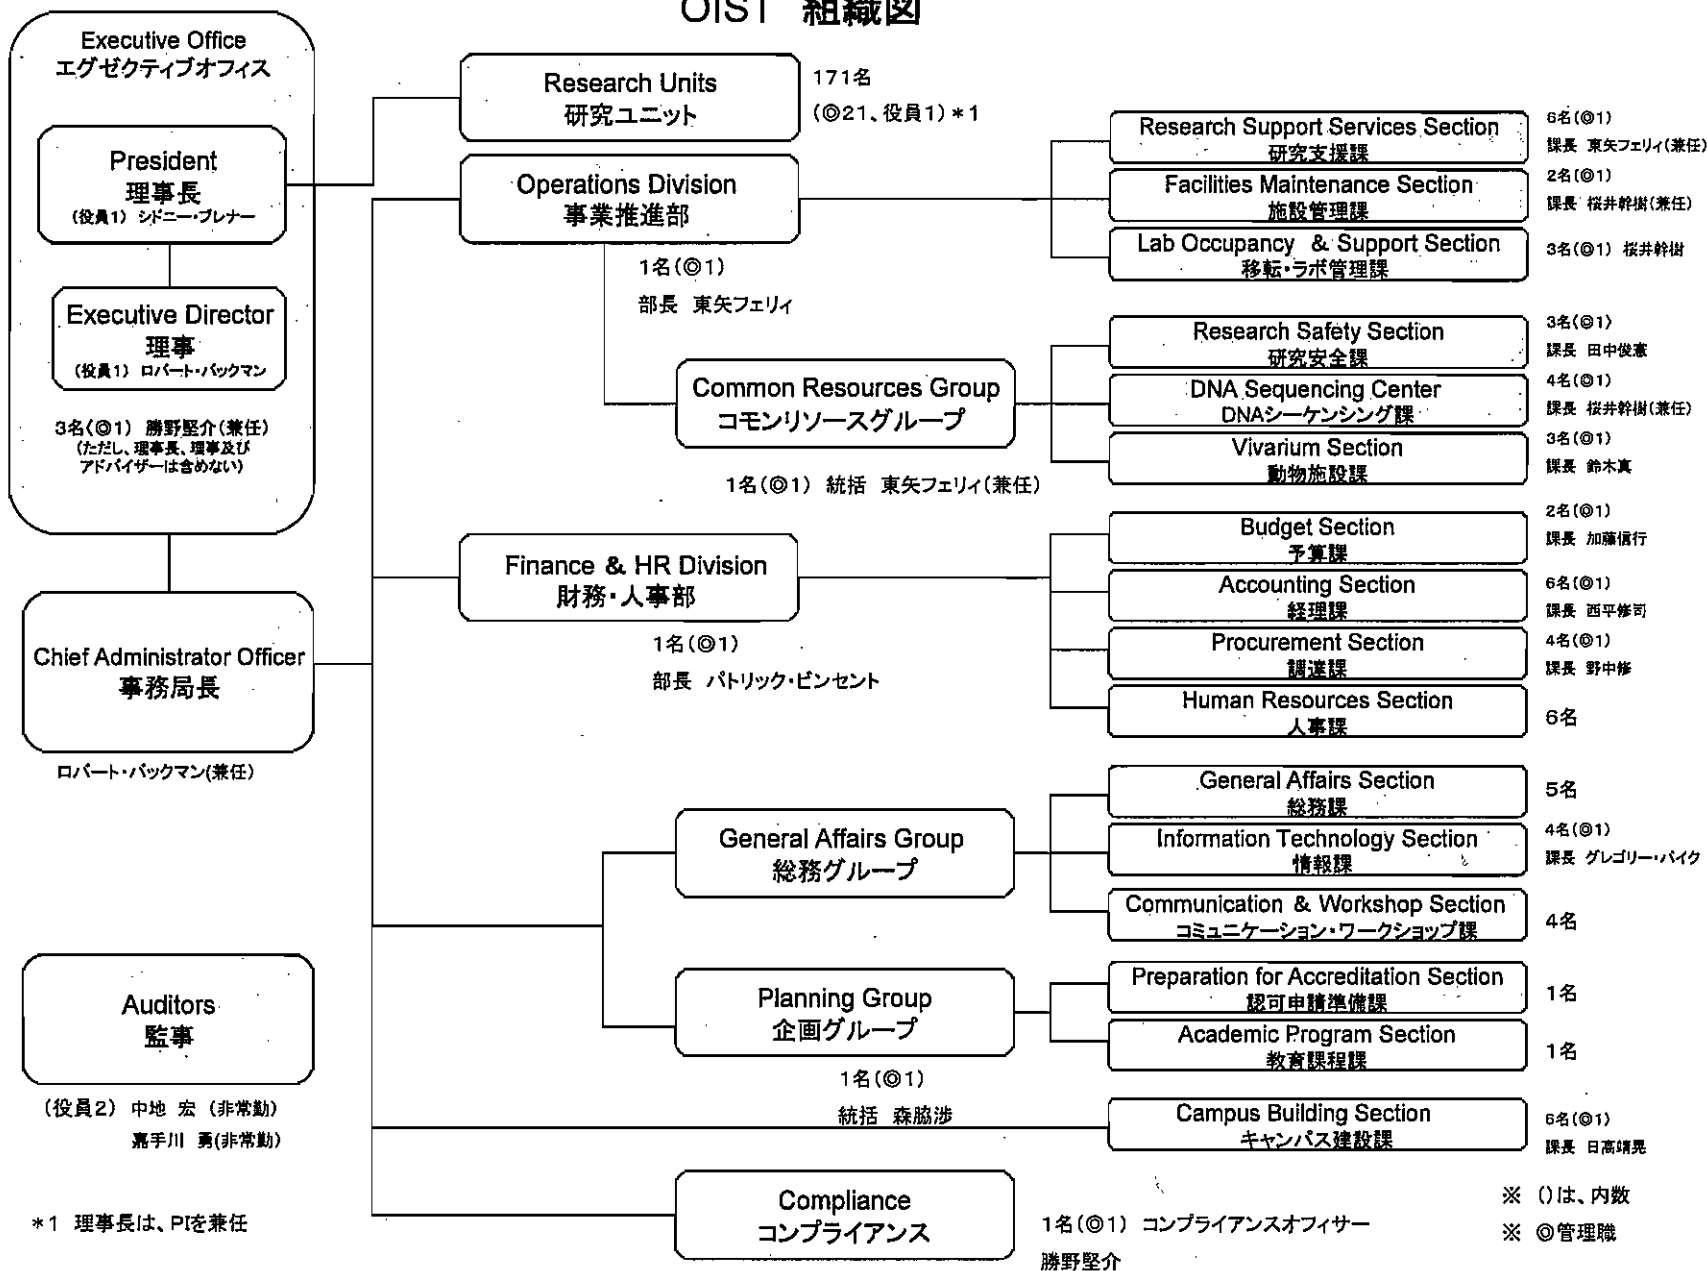 OIST 組織図
Executive Office
エグゼクティブオフィス
President
理事長
(役員1) シドニー・ブレナー
Executive Director
理事
(役員1) ロバート・バックマン
3名(◎1) 勝野堅介(兼任)
(ただし、理事長、理事及び
アドバイザーは含めない)
Chief Administrator Officer
事務局長
ロバート・バックマン(兼任)
Auditors
監事
(役員2) 中地 宏 (非常勤)
嘉手川 勇(非常勤)
*1 理事長は、PIを兼任
Research Units
研究ユニット
171名
(◎21、役員1)*1
Operations Division
事業推進部
1名(◎1)
部長 東矢フェリィ
Research Support Services Section
研究支援課
6名(◎1)
課長 東矢フェリィ(兼任)
Facilities Maintenance Section
施設管理課
2名(◎1)
課長 桜井幹樹(兼任)
Lab Occupancy & Support Section
移転・ラボ管理課
3名(◎1) 桜井幹樹
Common Resources Group
コモンリソースグループ
1名(◎1) 統括 東矢フェリィ(兼任)
Research Safety Section
研究安全課
3名(◎1)
課長 田中俊憲
DNA Sequencing Center
DNAシーケンシング課
4名(◎1)
課長 桜井幹樹(兼任)
Vivarium Section
動物施設課
3名(◎1)
課長 鈴木真
Finance & HR Division
財務・人事部
1名(◎1)
部長 パトリック・ビンセント
Budget Section
予算課
2名(◎1)
課長 加藤信行
Accounting Section
経理課
6名(◎1)
課長 西平修司
Procurement Section
調達課
4名(◎1)
課長 野中修
Human Resources Section
人事課
6名
General Affairs Group
総務グループ
General Affairs Section
総務課
5名
Information Technology Section
情報課
4名(◎1)
課長 グレゴリー・パイク
Communication & Workshop Section
コミュニケーション・ワークショップ課
4名
Planning Group
企画グループ
1名(◎1)
統括 森脇渉
Preparation for Accreditation Section
認可申請準備課
1名
Academic Program Section
教育課程課
1名
Campus Building Section
キャンパス建設課
6名(◎1)
課長 日高靖晃
Compliance
コンプライアンス
1名(◎1) コンプライアンスオフィサー
勝野堅介
※ ()は、内数
※ ◎管理職